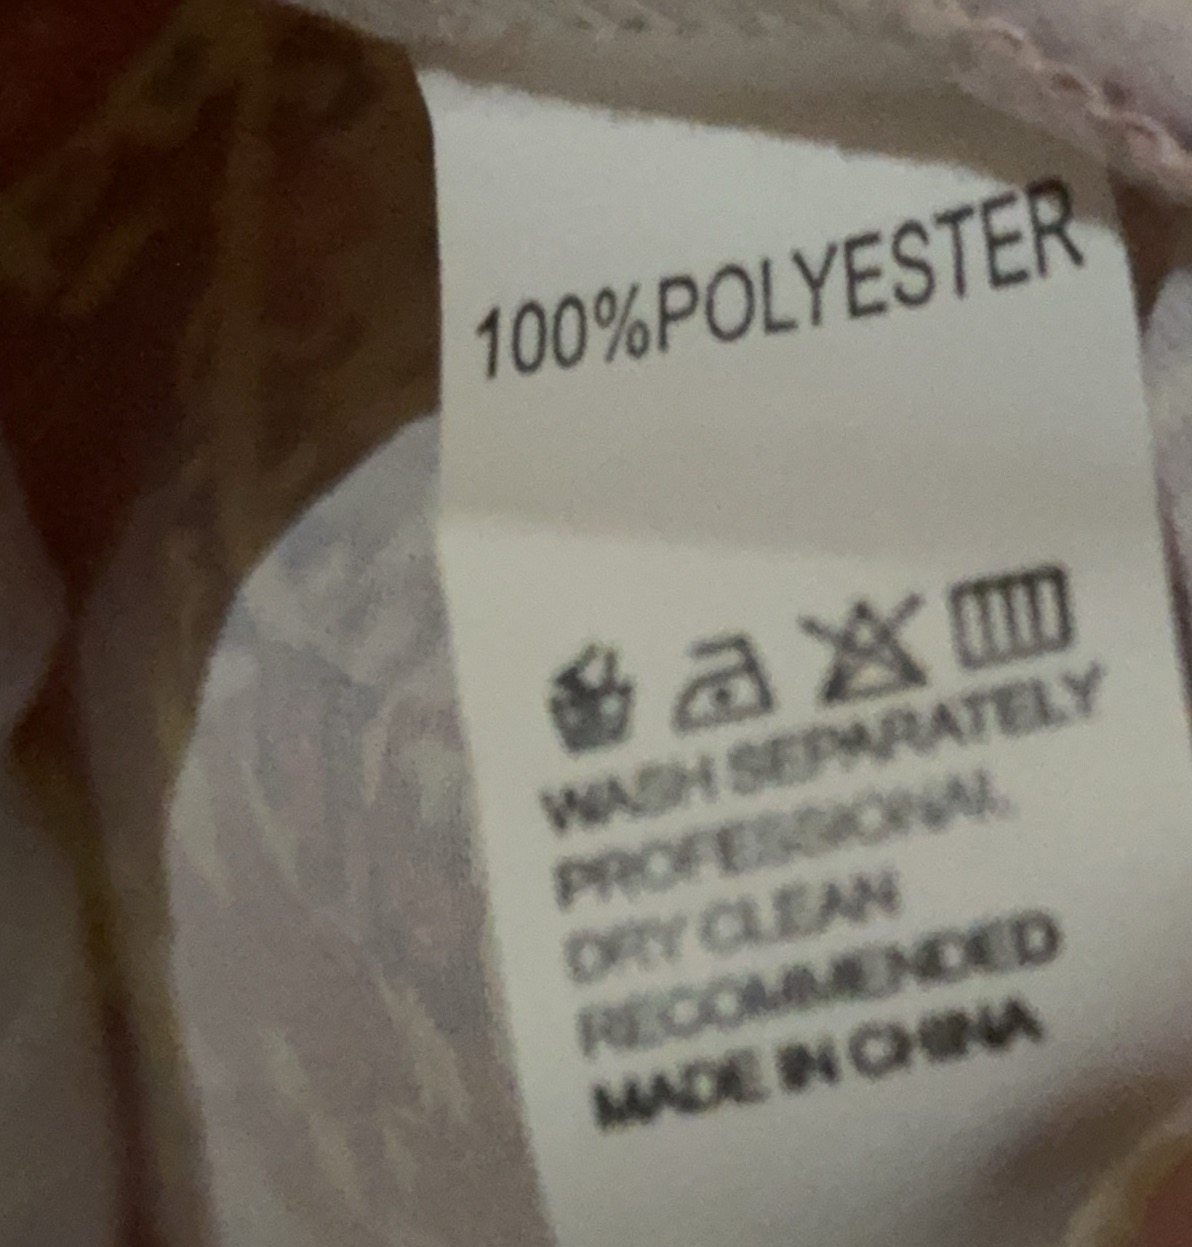 100%POLYESTER
WASH SEPARATELY
PROFESSIONAL
DRY CLEAN
RECOMMENDED
MADE IN CHINA